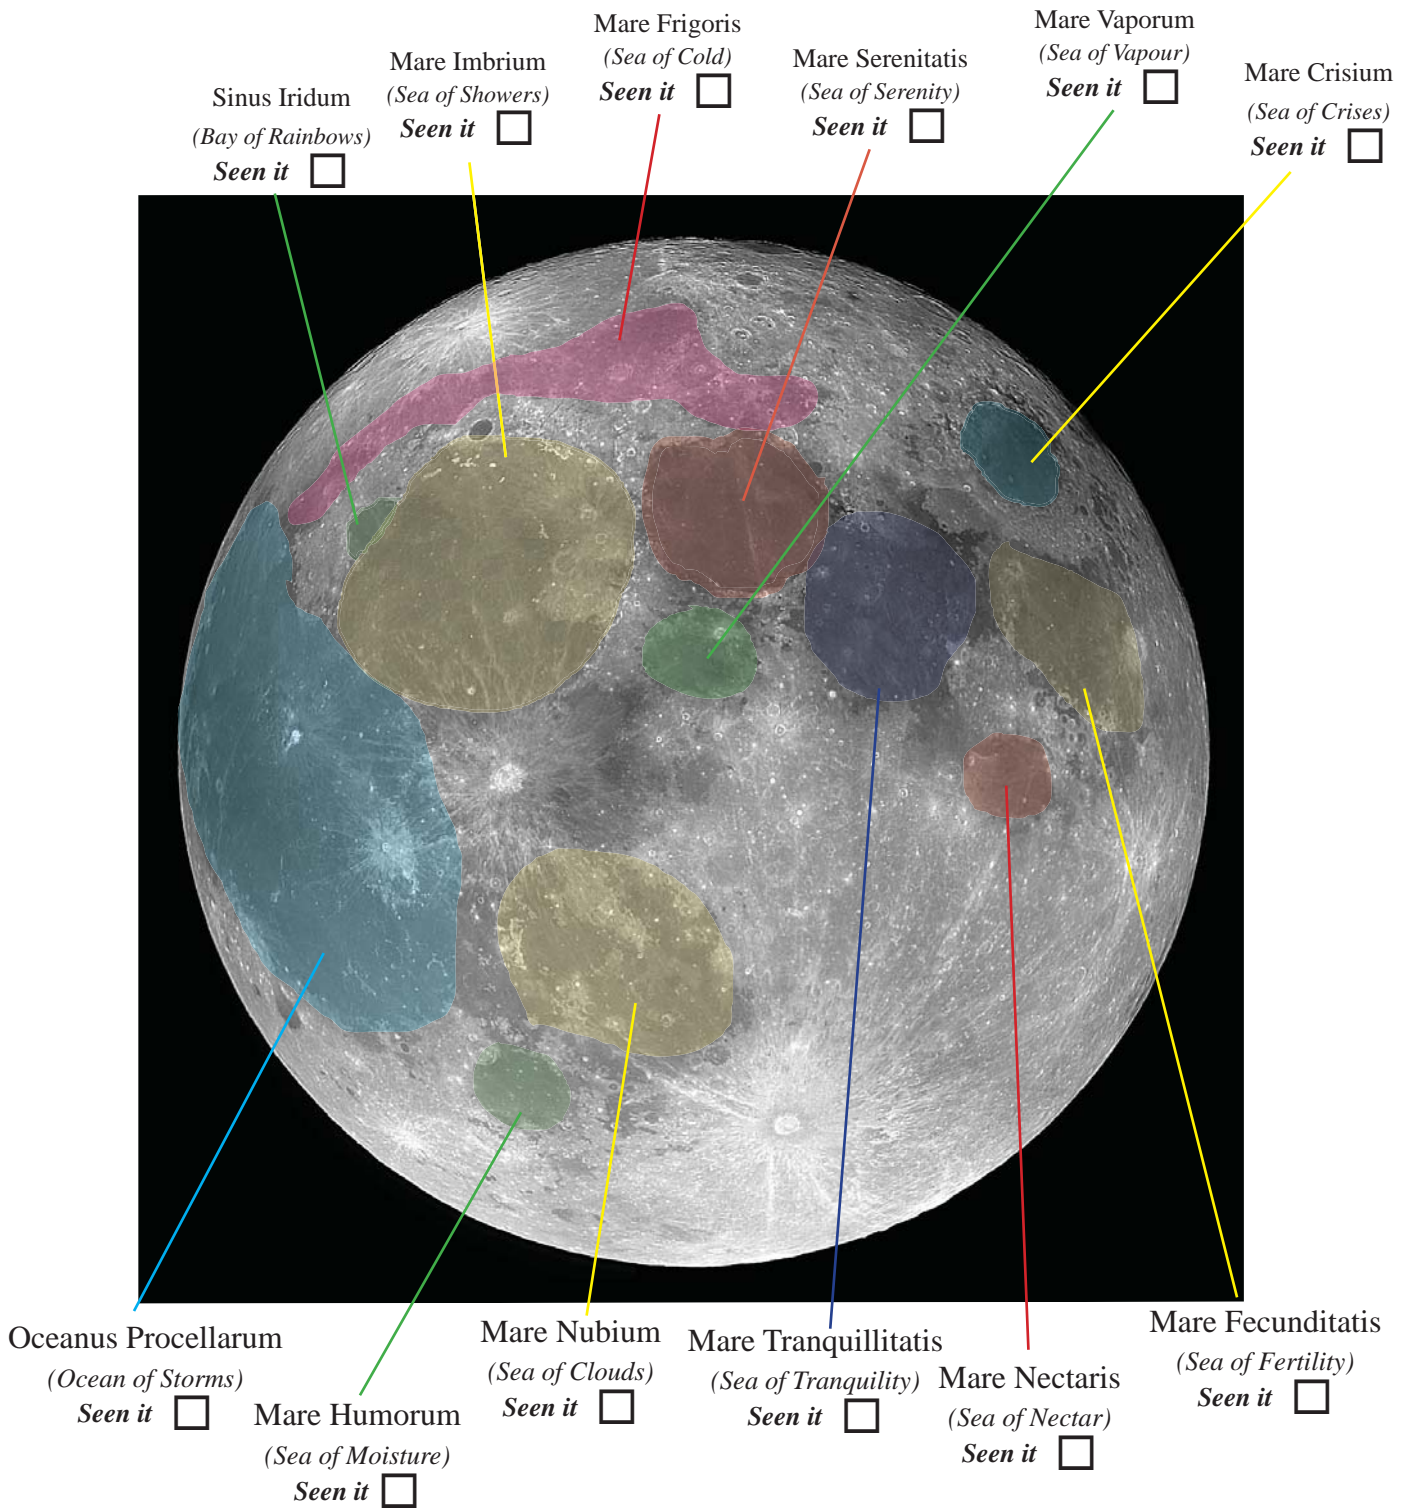 Sinus Iridum
(Bay of Rainbows)
Seen it
Mare Imbrium
(Sea of Showers)
Seen it
Mare Frigoris
(Sea of Cold)
Seen it
Mare Serenitatis
(Sea of Serenity)
Seen it
Mare Vaporum
(Sea of Vapour)
Seen it
Mare Crisium
(Sea of Crises)
Seen it
Oceanus Procellarum
(Ocean of Storms)
Seen it
Mare Humorum
(Sea of Moisture)
Seen it
Mare Nubium
(Sea of Clouds)
Seen it
Mare Tranquillitatis
(Sea of Tranquility)
Seen it
Mare Nectaris
(Sea of Nectar)
Seen it
Mare Fecunditatis
(Sea of Fertility)
Seen it